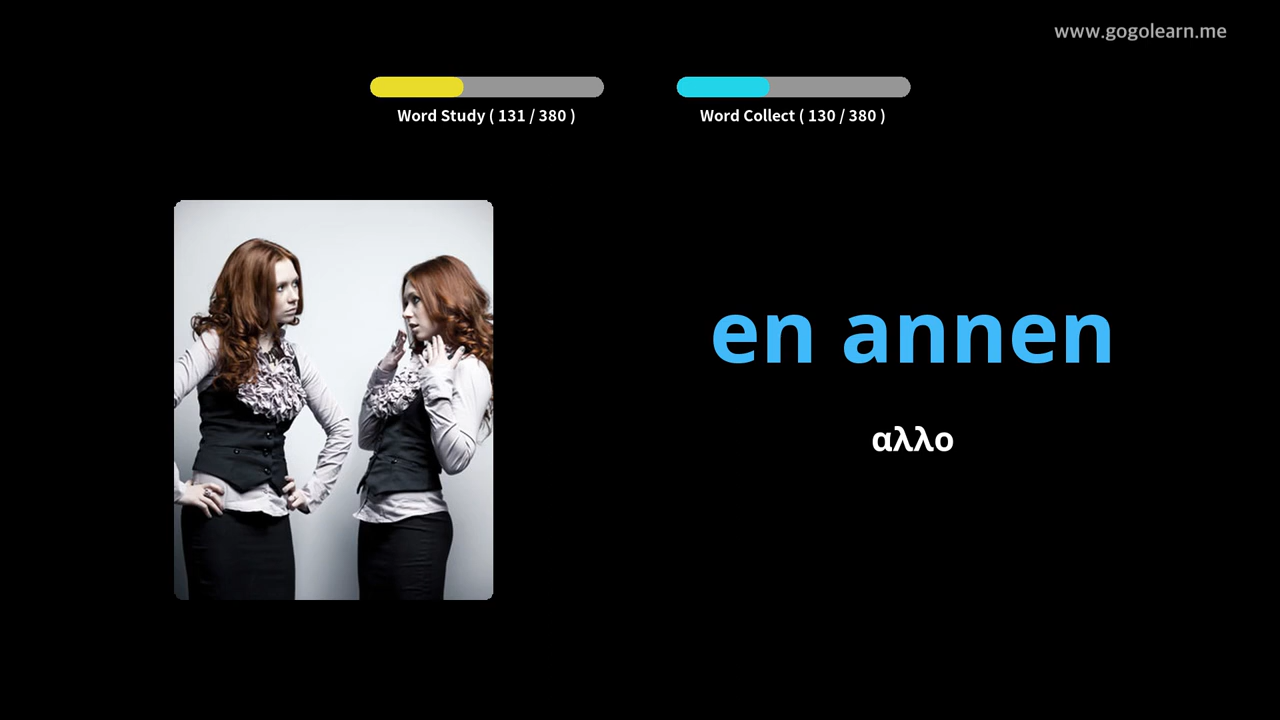 www.gogolearn.me
Word Study ( 131 / 380 )
Word Collect ( 130 / 380 )
en annen
αλλο